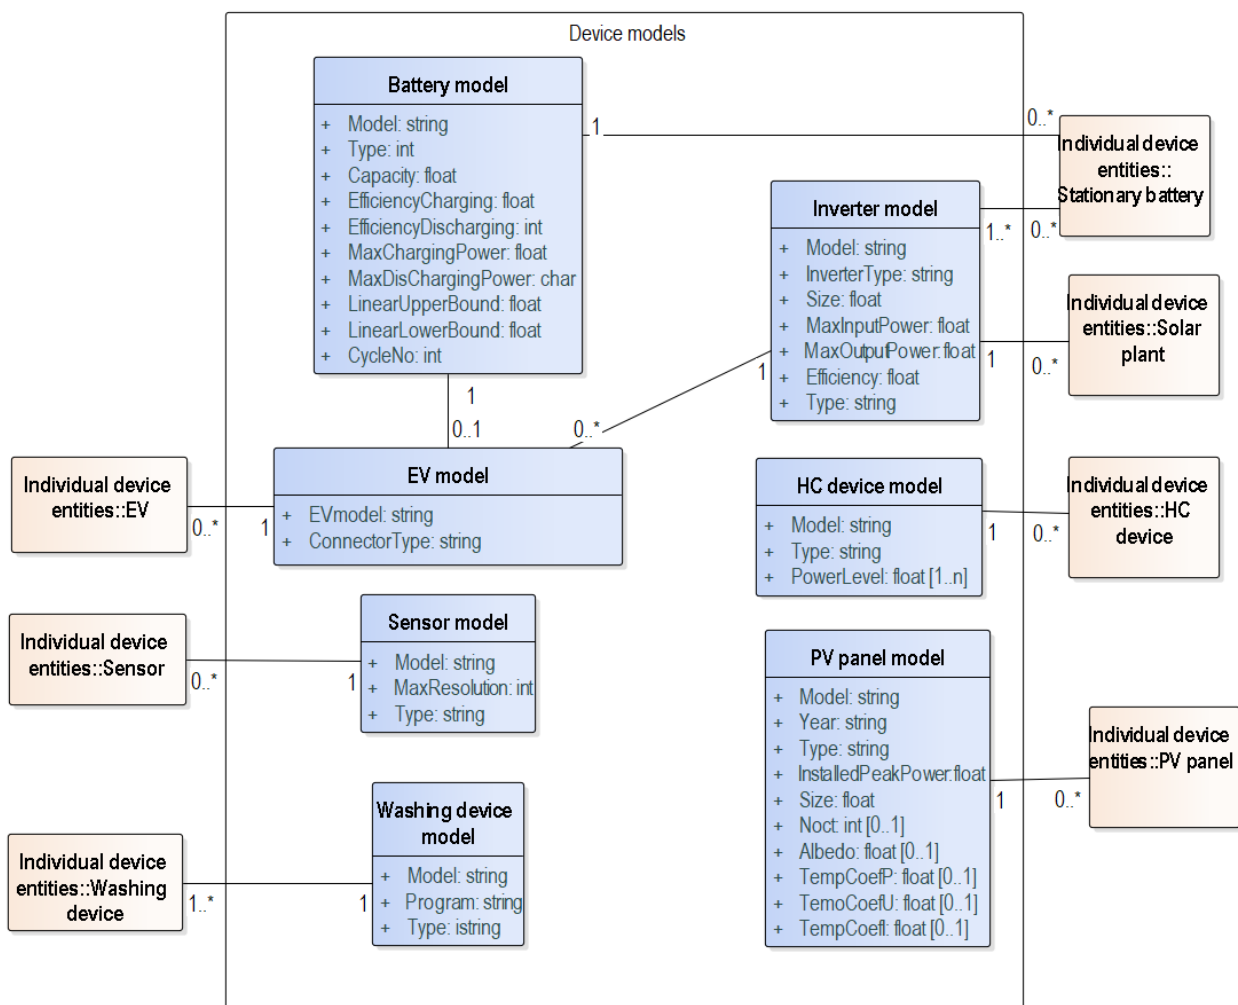 Device models
Battery model
+ Model: string
+ Type: int
+ Capacity: float
+ EfficiencyCharging: float
+ EfficiencyDischarging: int
+ MaxChargingPower: float
+ MaxDisChargingPower: char
+ LinearUpperBound: float
+ LinearLowerBound: float
+ CycleNo: int
1
0..*
Individual device
entities::
Stationary battery
Inverter model
+ Model: string
+ InverterType: string
+ Size: float
+ MaxInputPower: float
+ MaxOutputPower:float
+ Efficiency: float
+ Type: string
1..*
0..*
Individual device
entities::Solar
plant
1
0..*
1
0..1
0..*
1
EV model
+ EVmodel: string
+ ConnectorType: string
Individual device
entities::EV
0..*
1
HC device model
+ Model: string
+ Type: string
+ PowerLevel: float [1..n]
1
0..*
Individual device
entities::HC
device
Sensor model
+ Model: string
+ MaxResolution: int
+ Type: string
Individual device
entities::Sensor
0..*
1
PV panel model
+ Model: string
+ Year: string
+ Type: string
+ InstalledPeakPower:float
+ Size: float
+ Noct: int [0..1]
+ Albedo: float [0..1]
+ TempCoefP: float [0..1]
+ TemoCoefU: float [0..1]
+ TempCoefI: float [0..1]
1
0..*
Individual device
entities::PV panel
Washing device
model
+ Model: string
+ Program: string
+ Type: istring
Individual device
entities::Washing
device
1..*
1